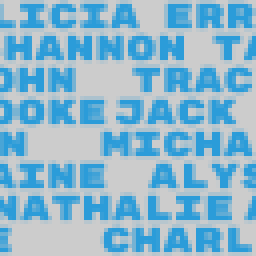 LICIA ERR
HANNON TA
OHN TRAC
OOKE JACK
N MICHA
AINE ALYS
NATHALIE A
E CHARL